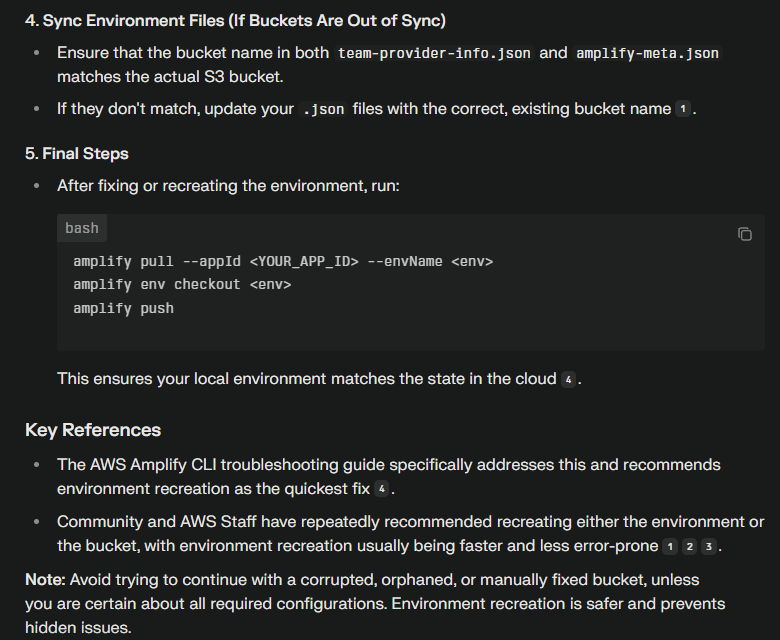 4. Sync Environment Files (If Buckets Are Out of Sync)
• Ensure that the bucket name in both team-provider-info.json and amplify-meta.json
matches the actual S3 bucket.
• If they don't match, update your .json files with the correct, existing bucket name 1 .
5. Final Steps
• After fixing or recreating the environment, run:
bash
amplify pull --appId <YOUR_APP_ID> --envName <env>
amplify env checkout <env>
amplify push
This ensures your local environment matches the state in the cloud 4 .
Key References
• The AWS Amplify CLI troubleshooting guide specifically addresses this and recommends
environment recreation as the quickest fix 4 .
• Community and AWS Staff have repeatedly recommended recreating either the environment or
the bucket, with environment recreation usually being faster and less error-prone 1 2 3 .
Note: Avoid trying to continue with a corrupted, orphaned, or manually fixed bucket, unless
you are certain about all required configurations. Environment recreation is safer and prevents
hidden issues.